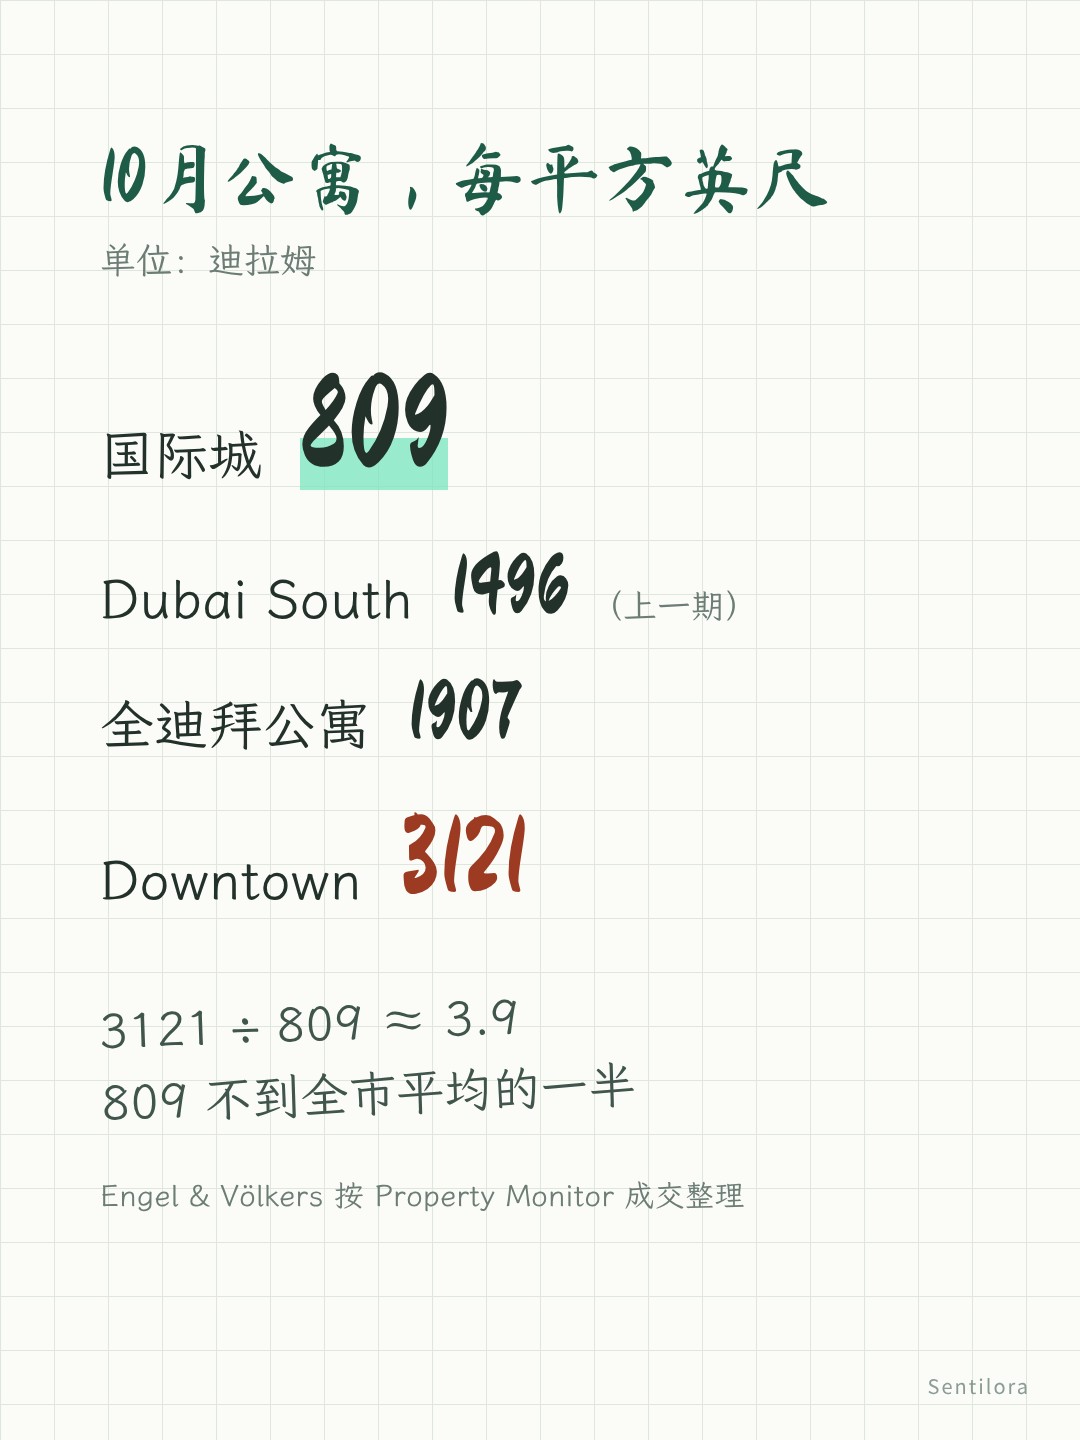 10月公寓，每平方英尺
单位：迪拉姆
国际城 809
Dubai South 1496 （上一期）
全迪拜公寓 1907
Downtown 3121
3121 ÷ 809 ≈ 3.9
809 不到全市平均的一半
Engel & Völkers 按 Property Monitor 成交整理
Sentilora